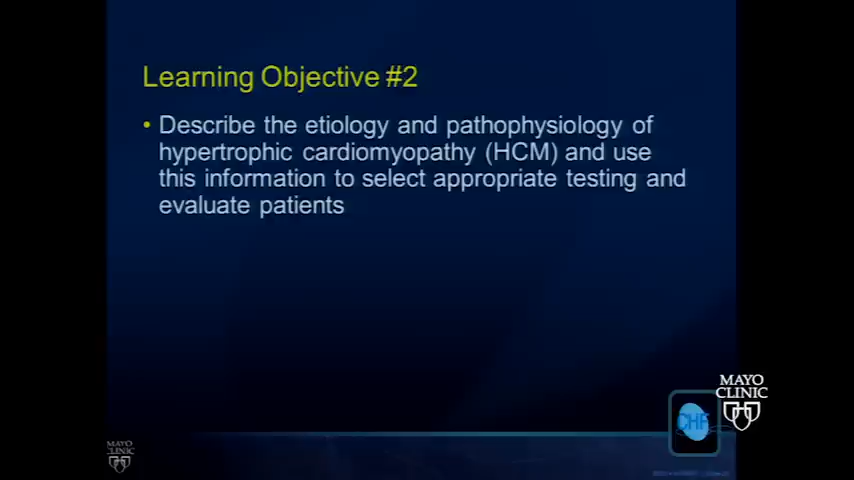 Learning Objective #2
• Describe the etiology and pathophysiology of
hypertrophic cardiomyopathy (HCM) and use
this information to select appropriate testing and
evaluate patients
MAYO
CLINIC
CHF
MAYO
CLINIC